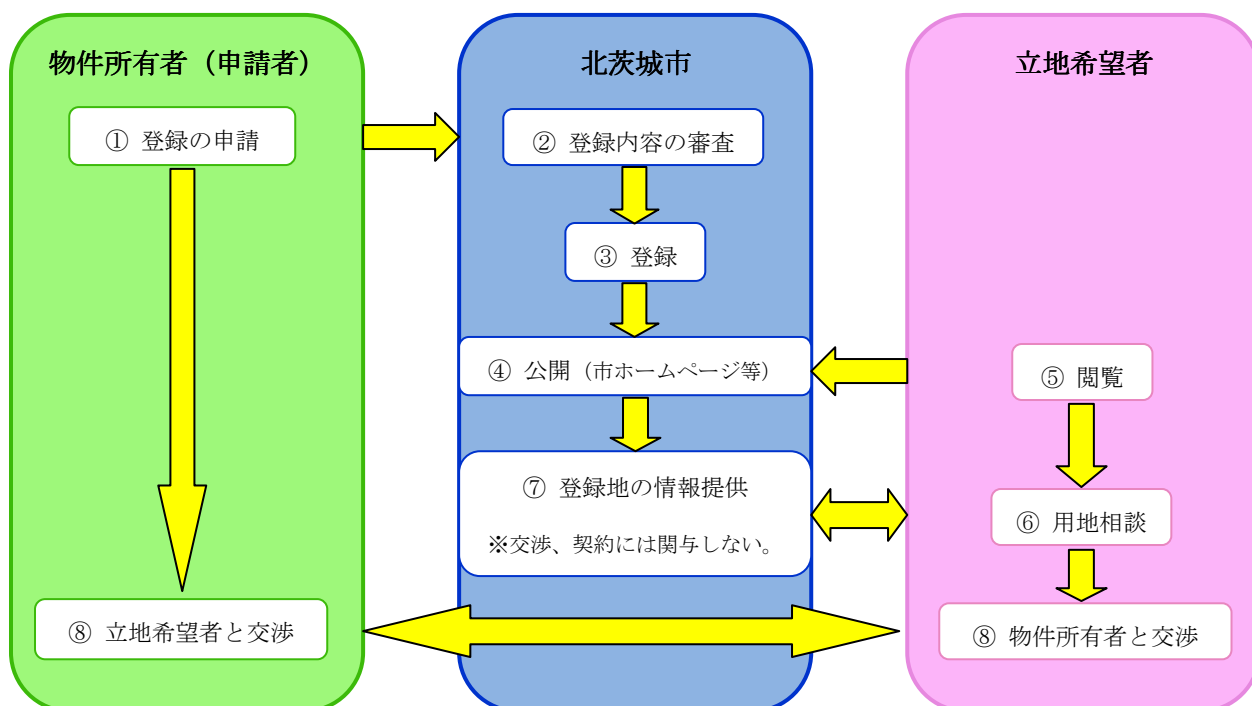 物件所有者（申請者）
① 登録の申請
⑧ 立地希望者と交渉
北茨城市
② 登録内容の審査
③ 登録
④ 公開（市ホームページ等）
⑦ 登録地の情報提供
※交渉、契約には関与しない。
立地希望者
⑤ 閲覧
⑥ 用地相談
⑧ 物件所有者と交渉